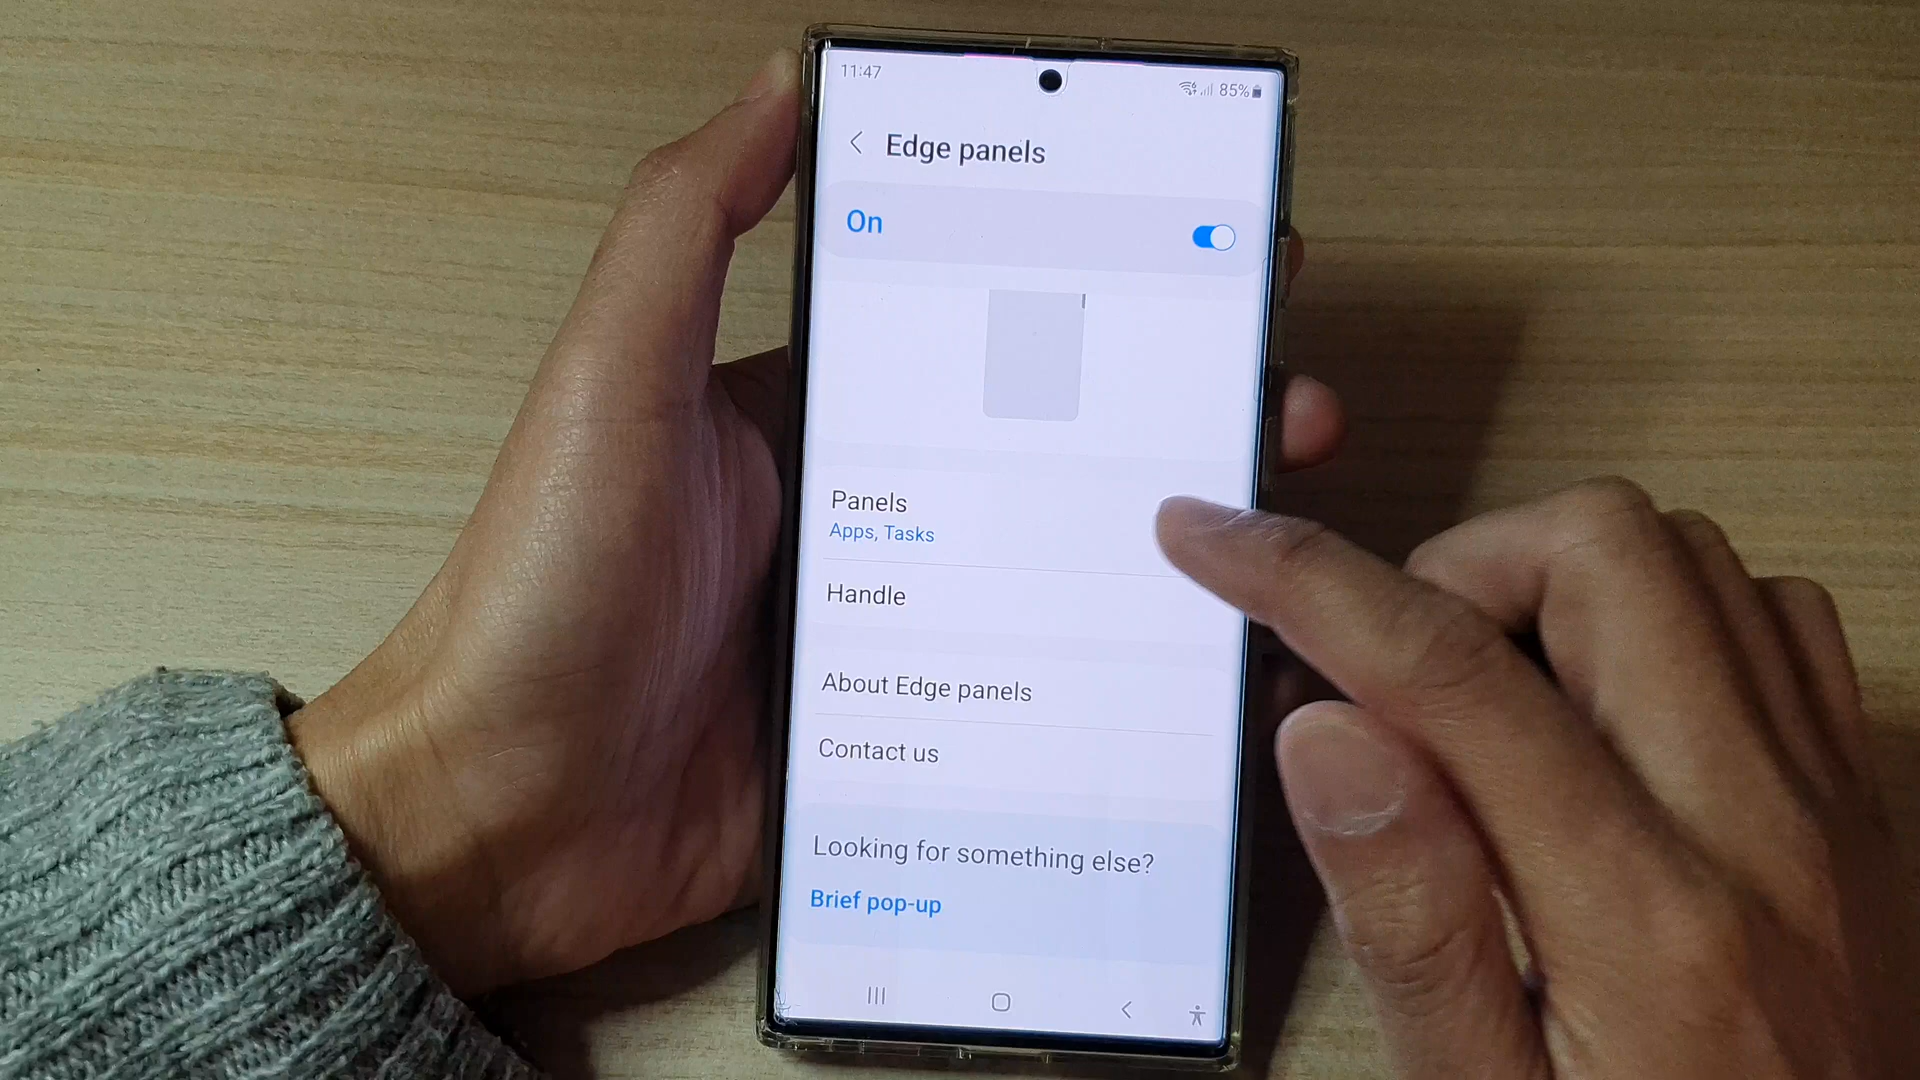 11:47
85%
Edge panels
On
Panels
Apps, Tasks
Handle
About Edge panels
Contact us
Looking for something else?
Brief pop-up